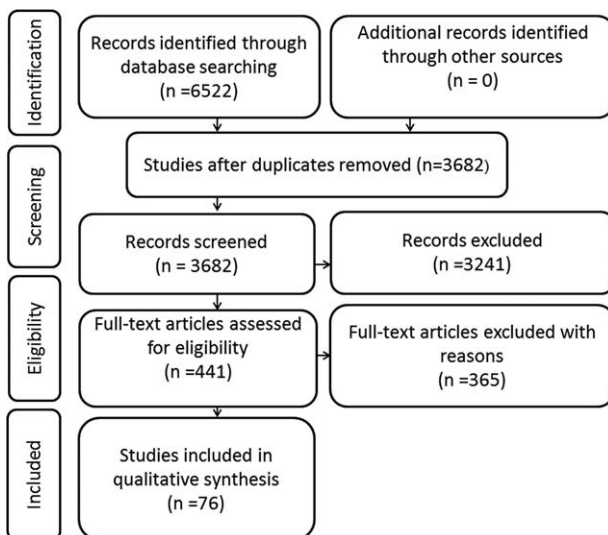 Identification
Records identified through
database searching
(n =6522)
Additional records identified
through other sources
(n = 0)
Studies after duplicates removed (n=3682)
Screening
Records screened
(n = 3682)
Records excluded
(n =3241)
Eligibility
Full-text articles assessed
for eligibility
(n =441)
Full-text articles excluded with
reasons
(n =365)
Included
Studies included in
qualitative synthesis
(n =76)